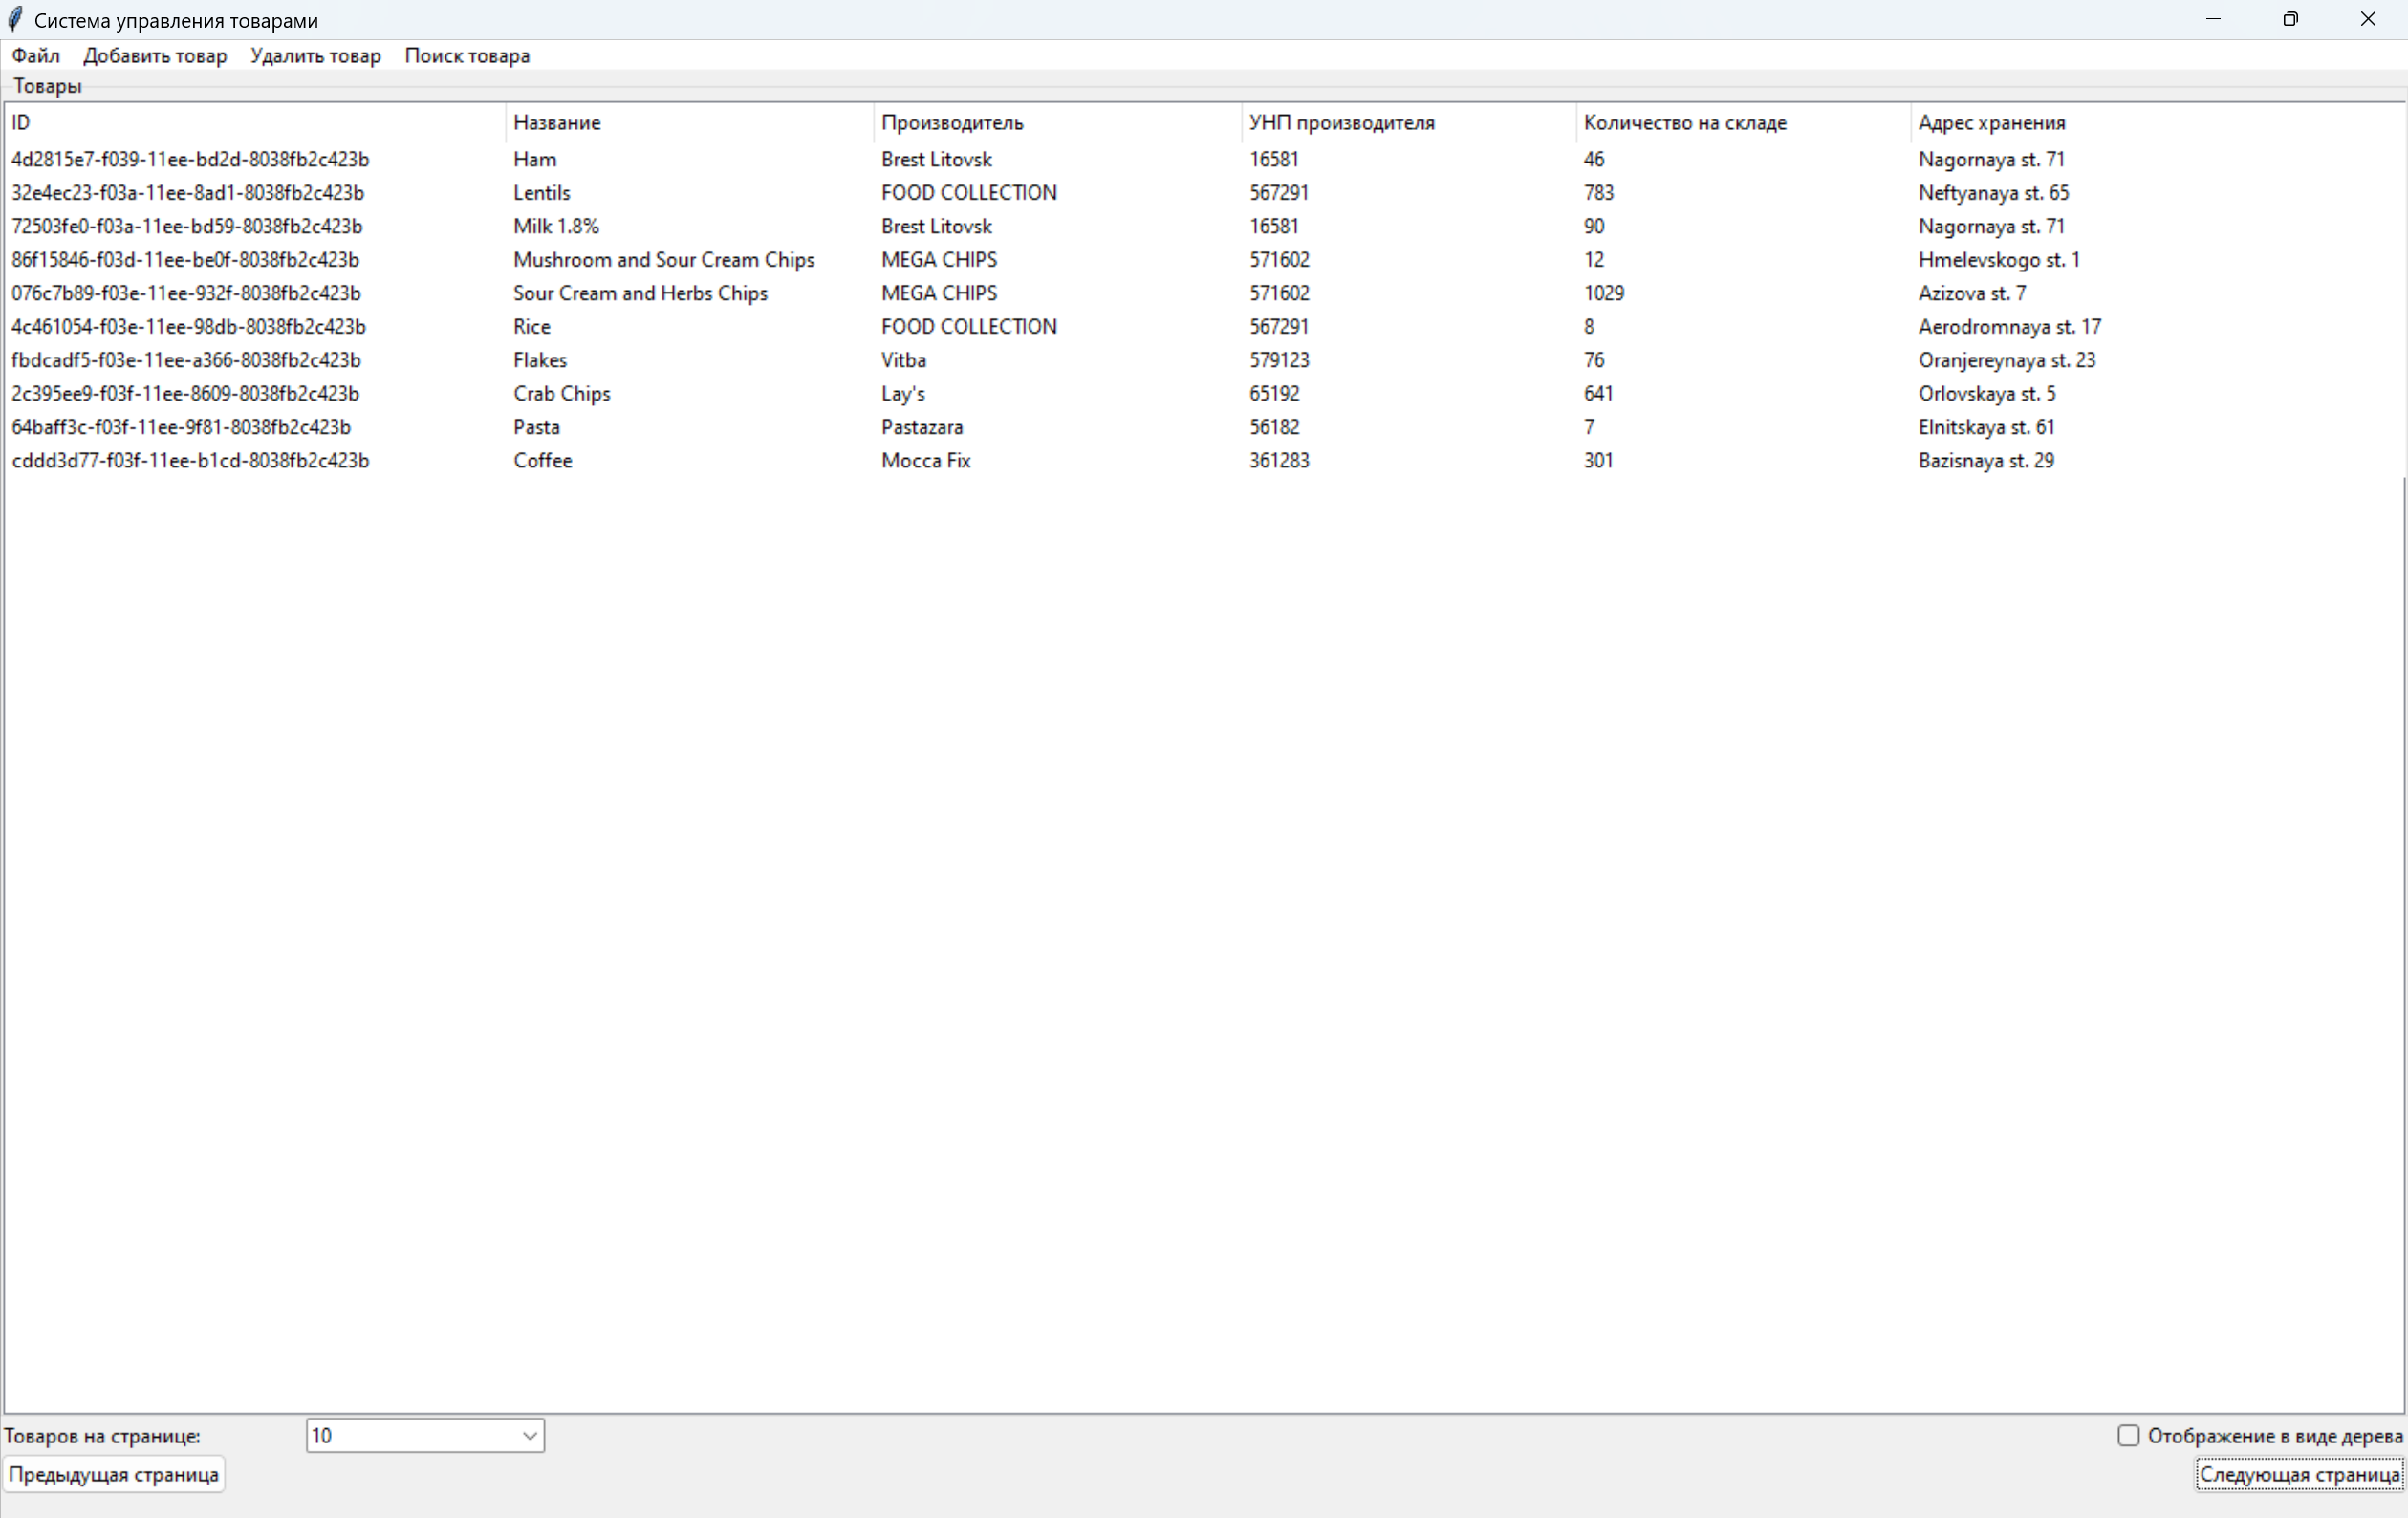 Система управления товарами
Файл Добавить товар Удалить товар Поиск товара
Товары
ID Название Производитель УНП производителя Количество на складе Адрес хранения
4d2815e7-f039-11ee-bd2d-8038fb2c423b Ham Brest Litovsk 16581 46 Nagornaya st. 71
32e4ec23-f03a-11ee-8ad1-8038fb2c423b Lentils FOOD COLLECTION 567291 783 Neftyanaya st. 65
72503fe0-f03a-11ee-bd59-8038fb2c423b Milk 1.8% Brest Litovsk 16581 90 Nagornaya st. 71
86f15846-f03d-11ee-be0f-8038fb2c423b Mushroom and Sour Cream Chips MEGA CHIPS 571602 12 Hmelevskogo st. 1
076c7b89-f03e-11ee-932f-8038fb2c423b Sour Cream and Herbs Chips MEGA CHIPS 571602 1029 Azizova st. 7
4c461054-f03e-11ee-98db-8038fb2c423b Rice FOOD COLLECTION 567291 8 Aerodromnaya st. 17
fbdcadf5-f03e-11ee-a366-8038fb2c423b Flakes Vitba 579123 76 Oranjereynaya st. 23
2c395ee9-f03f-11ee-8609-8038fb2c423b Crab Chips Lay's 65192 641 Orlovskaya st. 5
64baff3c-f03f-11ee-9f81-8038fb2c423b Pasta Pastazara 56182 7 Elnitskaya st. 61
cddd3d77-f03f-11ee-b1cd-8038fb2c423b Coffee Mocca Fix 361283 301 Bazisnaya st. 29
Товаров на странице: 10 Отображение в виде дерева
Предыдущая страница Следующая страница